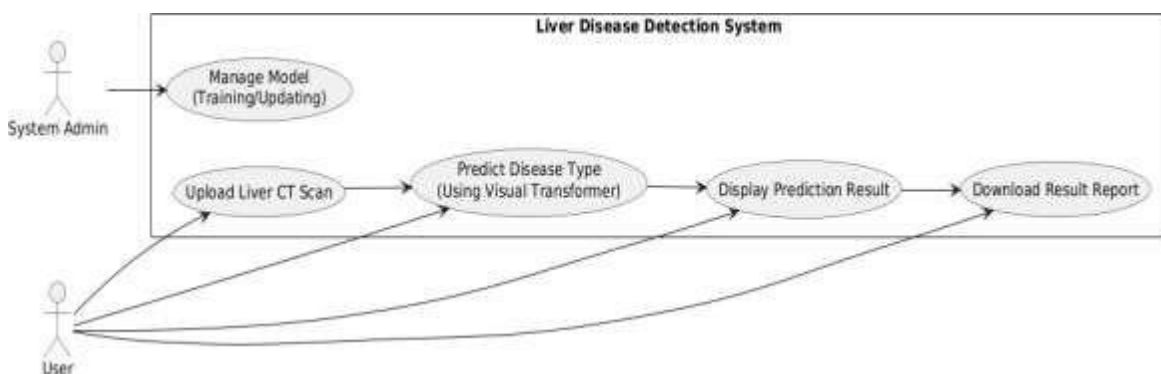 Liver Disease Detection System
Manage Model
(Training/Updating)
System Admin
Upload Liver CT Scan
Predict Disease Type
(Using Visual Transformer)
Display Prediction Result
Download Result Report
User